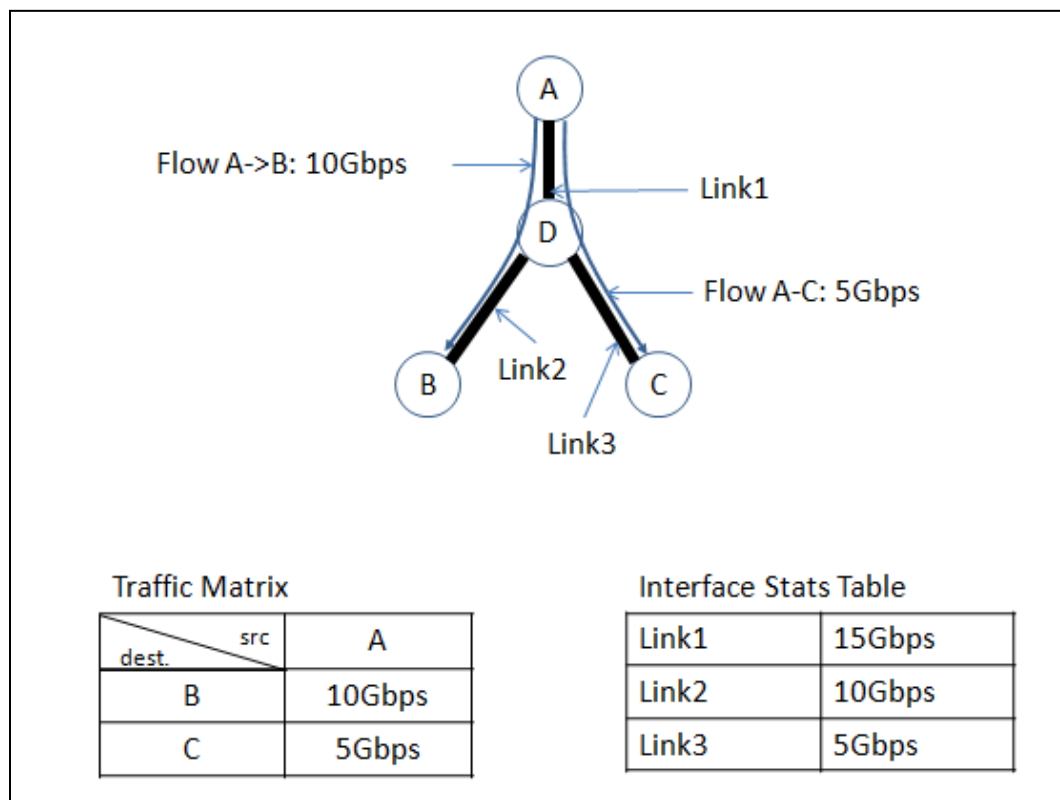 A
Flow A->B: 10Gbps
Link1
D
Flow A-C: 5Gbps
Link2
B
C
Link3
Traffic Matrix
src
dest.
A
B
10Gbps
C
5Gbps
Interface Stats Table
Link1 15Gbps
Link2 10Gbps
Link3 5Gbps